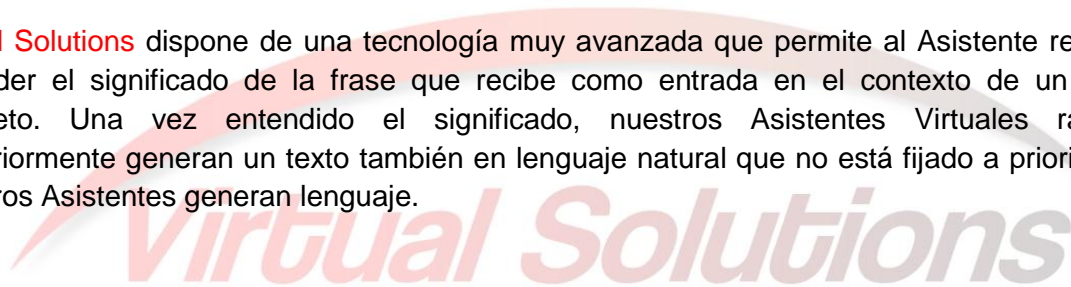 l Solutions dispone de una tecnología muy avanzada que permite al Asistente re
der el significado de la frase que recibe como entrada en el contexto de un
eto. Una vez entendido el significado, nuestros Asistentes Virtuales ra
riormente generan un texto también en lenguaje natural que no está fijado a priori
ros Asistentes generan lenguaje.
Virtual Solutions